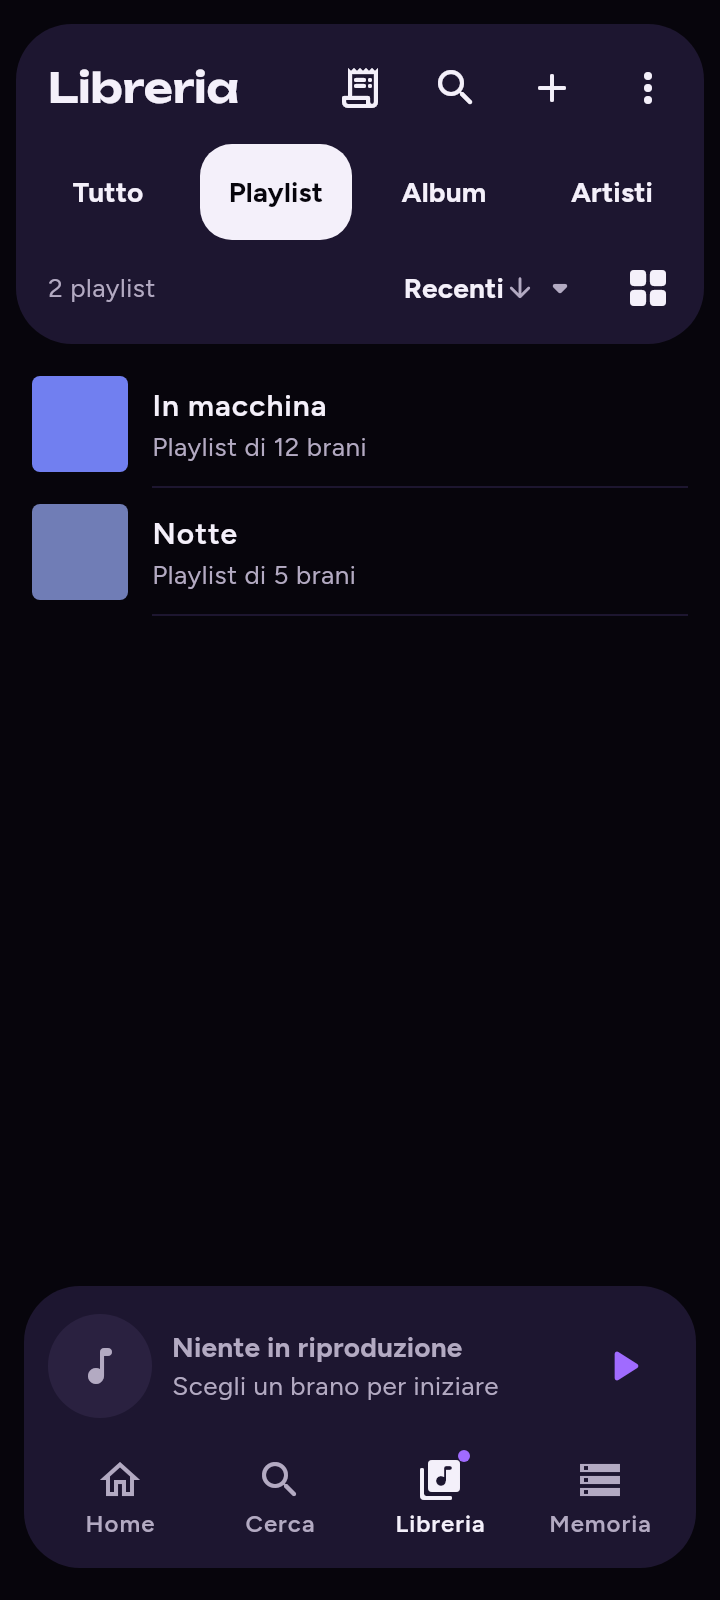 Libreria
Tutto Playlist Album Artisti
2 playlist Recenti
In macchina
Playlist di 12 brani
Notte
Playlist di 5 brani
Niente in riproduzione
Scegli un brano per iniziare
Home Cerca Libreria Memoria